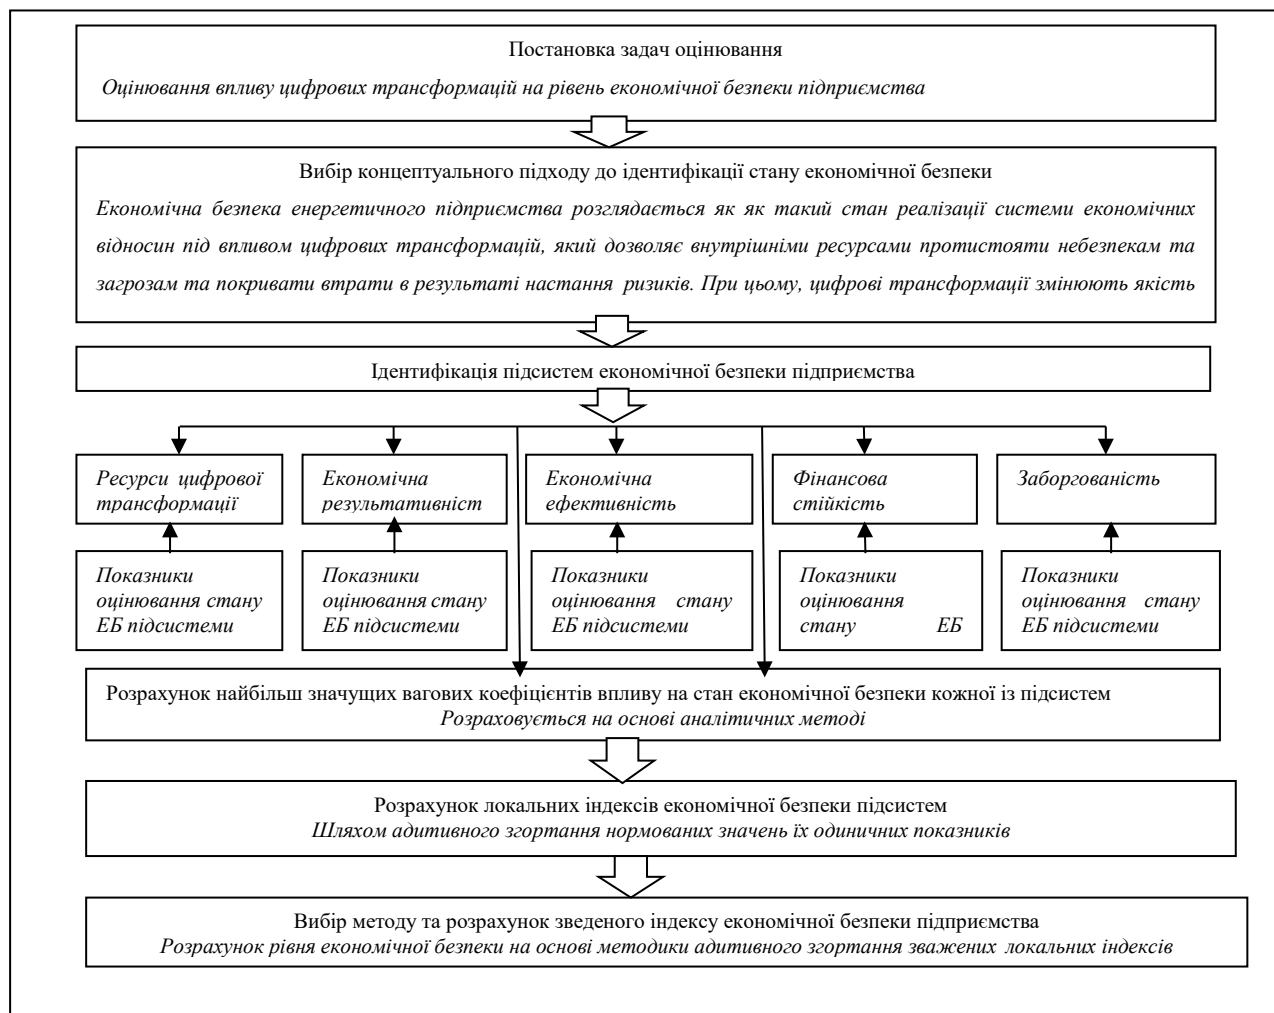 Постановка задач оцінювання
Оцінювання впливу цифрових трансформацій на рівень економічної безпеки підприємства
Вибір концептуального підходу до ідентифікації стану економічної безпеки
Економічна безпека енергетичного підприємства розглядається як як такий стан реалізації системи економічних
відносин під впливом цифрових трансформацій, який дозволяє внутрішніми ресурсами протистояти небезпекам та
загрозам та покривати втрати в результаті настання ризиків. При цьому, цифрові трансформації змінюють якість
Ідентифікація підсистем економічної безпеки підприємства
Ресурси цифрової
трансформації
Економічна
результативніст
Економічна
ефективність
Фінансова
стійкість
Заборгованість
Показники
оцінювання стану
ЕБ підсистеми
Показники
оцінювання стану
ЕБ підсистеми
Показники
оцінювання стану
ЕБ підсистеми
Показники
оцінювання
стану ЕБ
Показники
оцінювання стану
ЕБ підсистеми
Розрахунок найбільш значущих вагових коефіцієнтів впливу на стан економічної безпеки кожної із підсистем
Розраховується на основі аналітичних методі
Розрахунок локальних індексів економічної безпеки підсистем
Шляхом адитивного згортання нормованих значень їх одиничних показників
Вибір методу та розрахунок зведеного індексу економічної безпеки підприємства
Розрахунок рівня економічної безпеки на основі методики адитивного згортання зважених локальних індексів